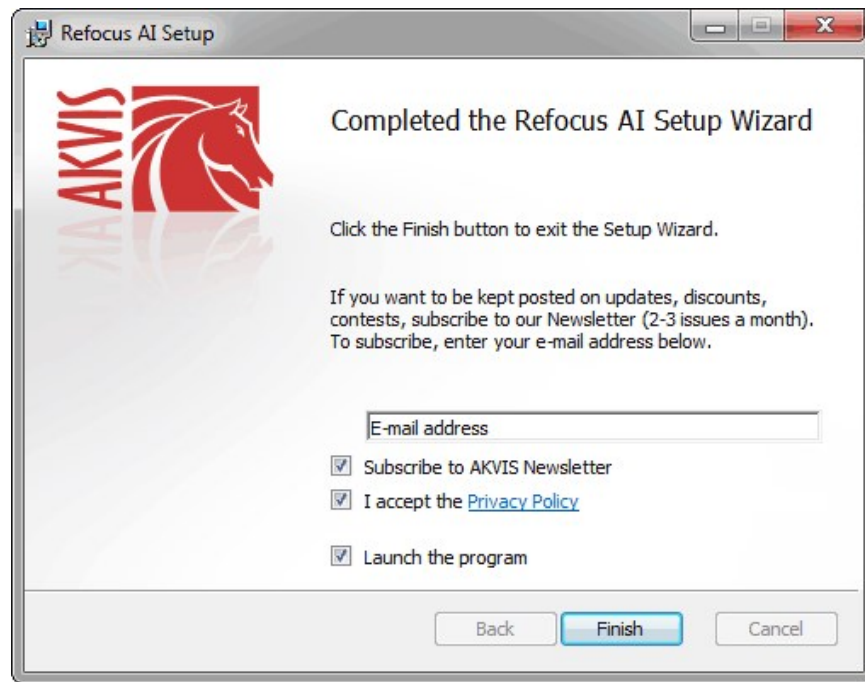 Refocus AI Setup
AKVIS
Completed the Refocus AI Setup Wizard
Click the Finish button to exit the Setup Wizard.
If you want to be kept posted on updates, discounts,
contests, subscribe to our Newsletter (2-3 issues a month).
To subscribe, enter your e-mail address below.
E-mail address
Subscribe to AKVIS Newsletter
I accept the Privacy Policy
Launch the program
Back Finish Cancel